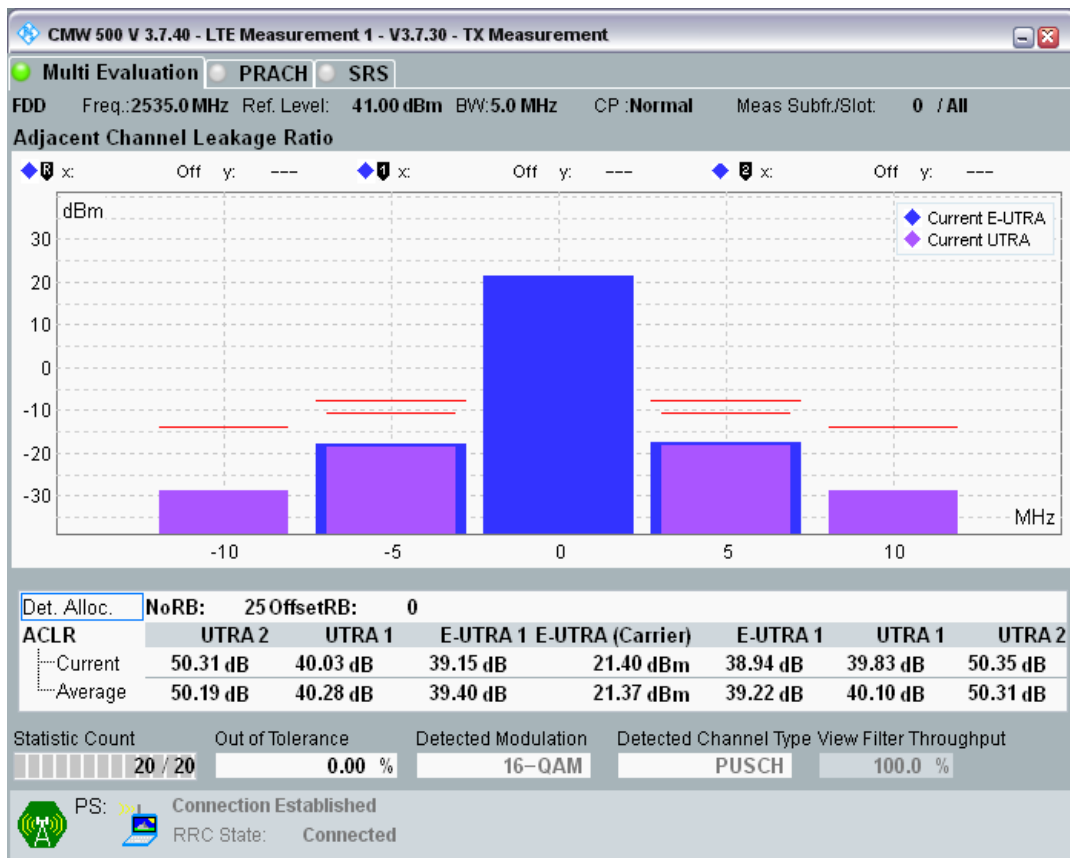 CMW 500 V 3.7.40 - LTE Measurement 1 - V3.7.30 - TX Measurement
Multi Evaluation PRACH SRS
FDD Freq.:2535.0 MHz Ref. Level: 41.00 dBm BW:5.0 MHz CP :Normal Meas Subfr./Slot: 0 / All
Adjacent Channel Leakage Ratio
R x: Off y: --- 1 x: Off y: --- 2 x: Off y: ---
dBm
Current E-UTRA
Current UTRA
30
20
10
0
-10
-20
-30
MHz
-10 -5 0 5 10
Det. Alloc. NoRB: 25 OffsetRB: 0
ACLR UTRA 2 UTRA 1 E-UTRA 1 E-UTRA (Carrier) E-UTRA 1 UTRA 1 UTRA 2
Current 50.31 dB 40.03 dB 39.15 dB 21.40 dBm 38.94 dB 39.83 dB 50.35 dB
Average 50.19 dB 40.28 dB 39.40 dB 21.37 dBm 39.22 dB 40.10 dB 50.31 dB
Statistic Count Out of Tolerance Detected Modulation Detected Channel Type View Filter Throughput
20 / 20 0.00 % 16-QAM PUSCH 100.0 %
PS: Connection Established
RRC State: Connected